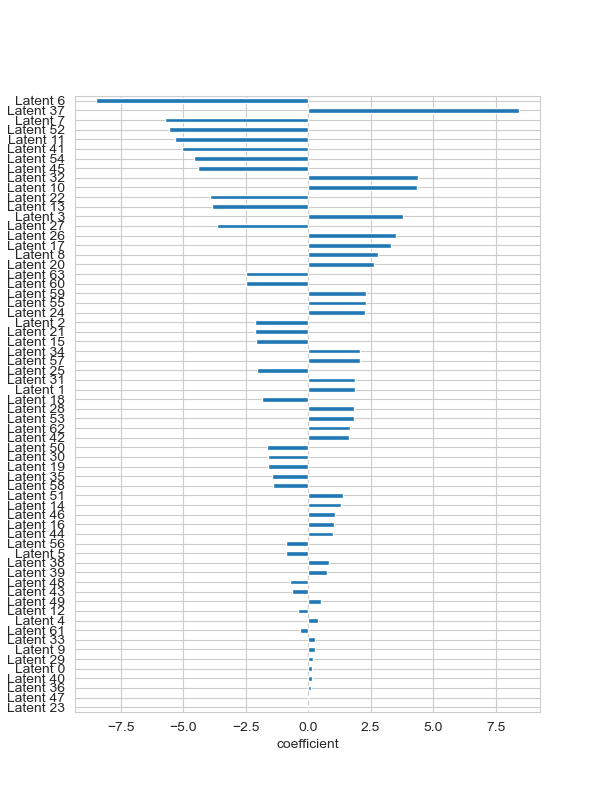 Latent 6
Latent 37
Latent 7
Latent 52
Latent 11
Latent 41
Latent 54
Latent 45
Latent 32
Latent 10
Latent 22
Latent 13
Latent 3
Latent 27
Latent 26
Latent 17
Latent 8
Latent 20
Latent 63
Latent 60
Latent 59
Latent 55
Latent 24
Latent 2
Latent 21
Latent 15
Latent 34
Latent 57
Latent 25
Latent 31
Latent 1
Latent 18
Latent 28
Latent 53
Latent 62
Latent 42
Latent 50
Latent 30
Latent 19
Latent 35
Latent 58
Latent 51
Latent 14
Latent 46
Latent 16
Latent 44
Latent 56
Latent 5
Latent 38
Latent 39
Latent 48
Latent 43
Latent 49
Latent 12
Latent 4
Latent 61
Latent 33
Latent 9
Latent 29
Latent 0
Latent 40
Latent 36
Latent 47
Latent 23
−7.5 −5.0 −2.5 0.0 2.5 5.0 7.5
coefficient